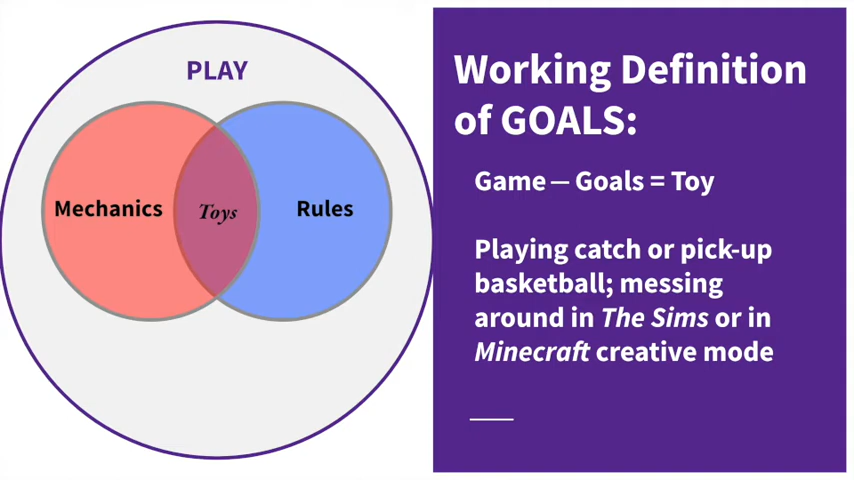 PLAY
Mechanics
Toys
Rules
Working Definition
of GOALS:
Game — Goals = Toy
Playing catch or pick-up
basketball; messing
around in The Sims or in
Minecraft creative mode